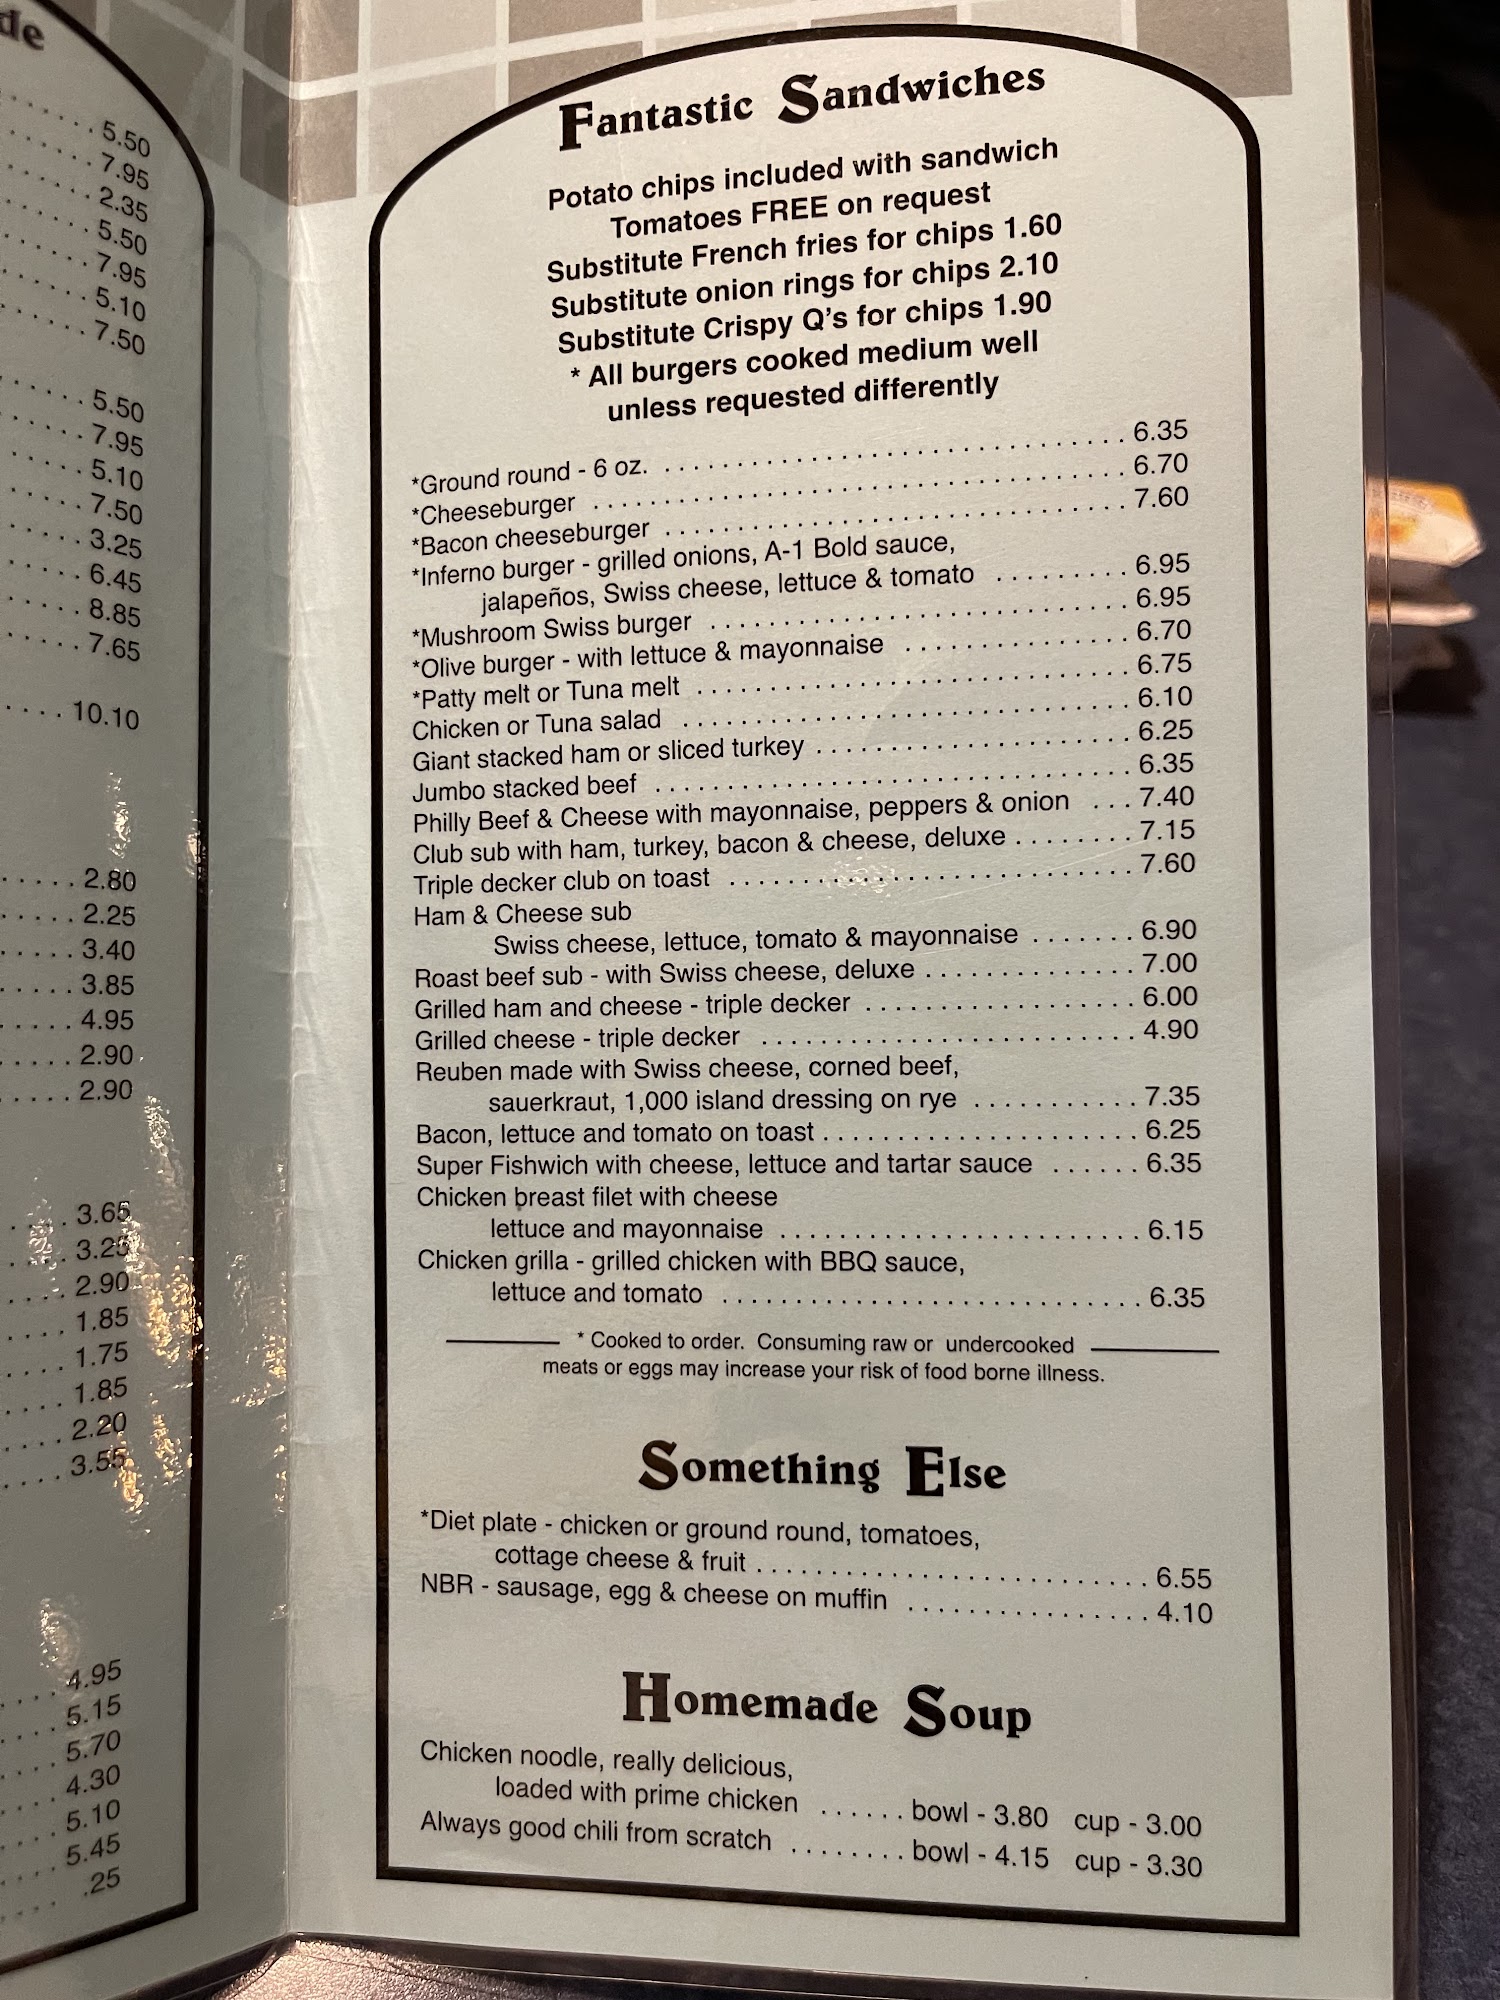 de
5.50
7.95
2.35
5.50
7.95
5.10
7.50
5.50
7.95
5.10
7.50
3.25
6.45
8.85
7.65
10.10
2.80
2.25
3.40
3.85
4.95
2.90
2.90
3.65
3.25
2.90
1.85
1.75
1.85
2.20
3.55
4.95
5.15
5.70
4.30
5.10
5.45
.25
Fantastic Sandwiches
Potato chips included with sandwich
Tomatoes FREE on request
Substitute French fries for chips 1.60
Substitute onion rings for chips 2.10
Substitute Crispy Q's for chips 1.90
* All burgers cooked medium well
unless requested differently
*Ground round - 6 oz. 6.35
*Cheeseburger 6.70
*Bacon cheeseburger 7.60
*Inferno burger - grilled onions, A-1 Bold sauce,
jalapeños, Swiss cheese, lettuce & tomato 6.95
*Mushroom Swiss burger 6.95
*Olive burger - with lettuce & mayonnaise 6.70
*Patty melt or Tuna melt 6.75
Chicken or Tuna salad 6.10
Giant stacked ham or sliced turkey 6.25
Jumbo stacked beef 6.35
Philly Beef & Cheese with mayonnaise, peppers & onion 7.40
Club sub with ham, turkey, bacon & cheese, deluxe 7.15
Triple decker club on toast 7.60
Ham & Cheese sub
Swiss cheese, lettuce, tomato & mayonnaise 6.90
Roast beef sub - with Swiss cheese, deluxe 7.00
Grilled ham and cheese - triple decker 6.00
Grilled cheese - triple decker 4.90
Reuben made with Swiss cheese, corned beef,
sauerkraut, 1,000 island dressing on rye 7.35
Bacon, lettuce and tomato on toast 6.25
Super Fishwich with cheese, lettuce and tartar sauce 6.35
Chicken breast filet with cheese
lettuce and mayonnaise 6.15
Chicken grilla - grilled chicken with BBQ sauce,
lettuce and tomato 6.35
* Cooked to order. Consuming raw or undercooked
meats or eggs may increase your risk of food borne illness.
Something Else
*Diet plate - chicken or ground round, tomatoes,
cottage cheese & fruit 6.55
NBR - sausage, egg & cheese on muffin 4.10
Homemade Soup
Chicken noodle, really delicious,
loaded with prime chicken bowl - 3.80 cup - 3.00
Always good chili from scratch bowl - 4.15 cup - 3.30